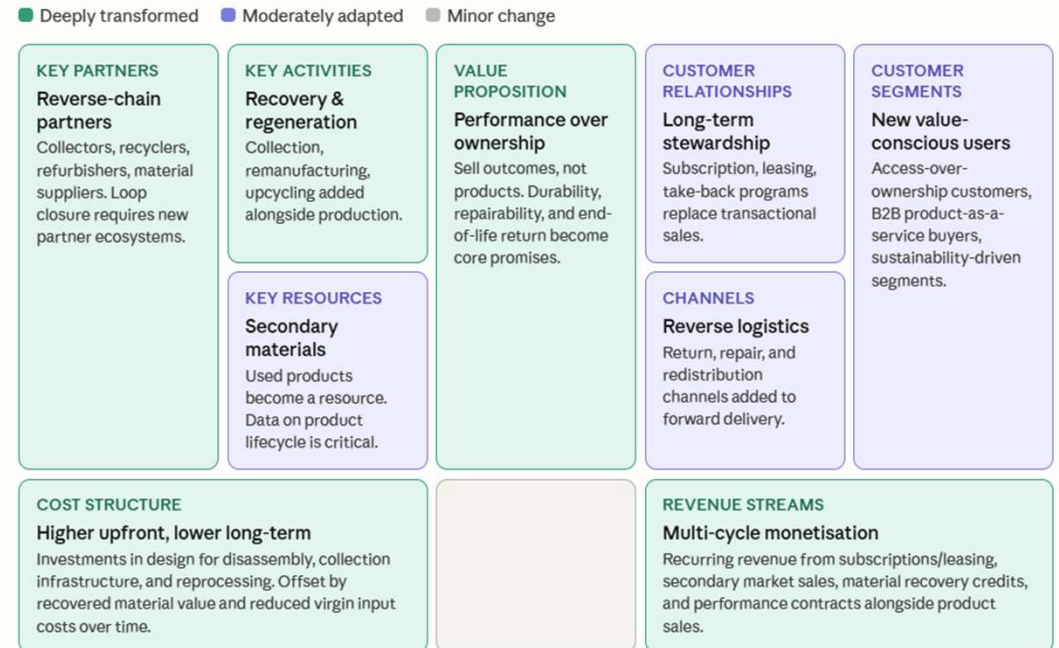 Deeply transformed
Moderately adapted
Minor change
KEY PARTNERS
Reverse-chain
partners
Collectors, recyclers,
refurbishers, material
suppliers. Loop
closure requires new
partner ecosystems.
KEY ACTIVITIES
Recovery &
regeneration
Collection,
remanufacturing,
upcycling added
alongside production.
KEY RESOURCES
Secondary
materials
Used products
become a resource.
Data on product
lifecycle is critical.
VALUE
PROPOSITION
Performance over
ownership
Sell outcomes, not
products. Durability,
repairability, and end-
of-life return become
core promises.
CUSTOMER
RELATIONSHIPS
Long-term
stewardship
Subscription, leasing,
take-back programs
replace transactional
sales.
CHANNELS
Reverse logistics
Return, repair, and
redistribution
channels added to
forward delivery.
CUSTOMER
SEGMENTS
New value-
conscious users
Access-over-
ownership customers,
B2B product-as-a-
service buyers,
sustainability-driven
segments.
COST STRUCTURE
Higher upfront, lower long-term
Investments in design for disassembly, collection
infrastructure, and reprocessing. Offset by
recovered material value and reduced virgin input
costs over time.
REVENUE STREAMS
Multi-cycle monetisation
Recurring revenue from subscriptions/leasing,
secondary market sales, material recovery credits,
and performance contracts alongside product
sales.